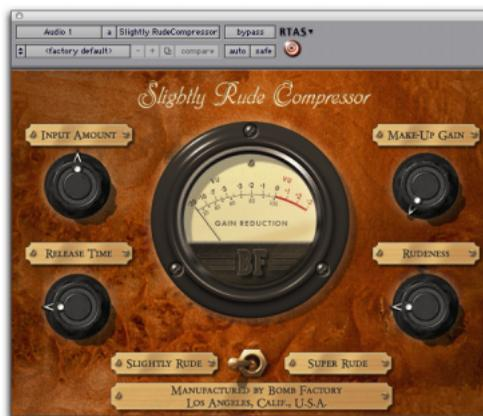 Audio 1 a Slightly RudeCompressor bypass RTAS
<factory default> - + compare auto safe
Slightly Rude Compressor
INPUT AMOUNT
MAKE-UP GAIN
VU VU
GAIN REDUCTION
BF
RELEASE TIME
RUDENESS
SLIGHTLY RUDE
SUPER RUDE
MANUFACTURED BY BOMB FACTORY
LOS ANGELES, CALIF., U.S.A.